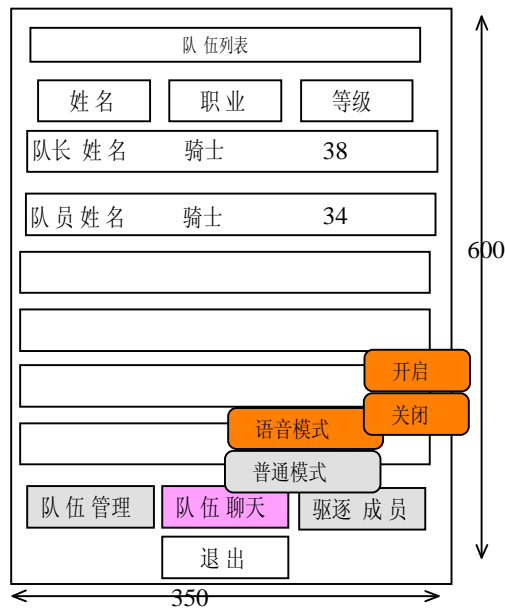 队 伍列表
姓 名 职 业 等级
队长 姓 名 骑士 38
队 员 姓 名 骑士 34
600
开启
关闭
语音模式
普通模式
队 伍 管理 队 伍 聊天 驱逐 成 员
退 出
350